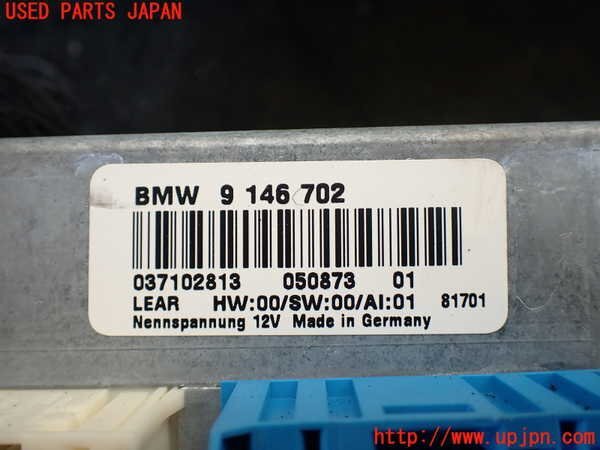 USED PARTS JAPAN
BMW 9 146 702
037102813 050873 01
LEAR HW:00/SW:00/AI:01 81701
Nennspannung 12V Made in Germany
http://www.upjpn.com/